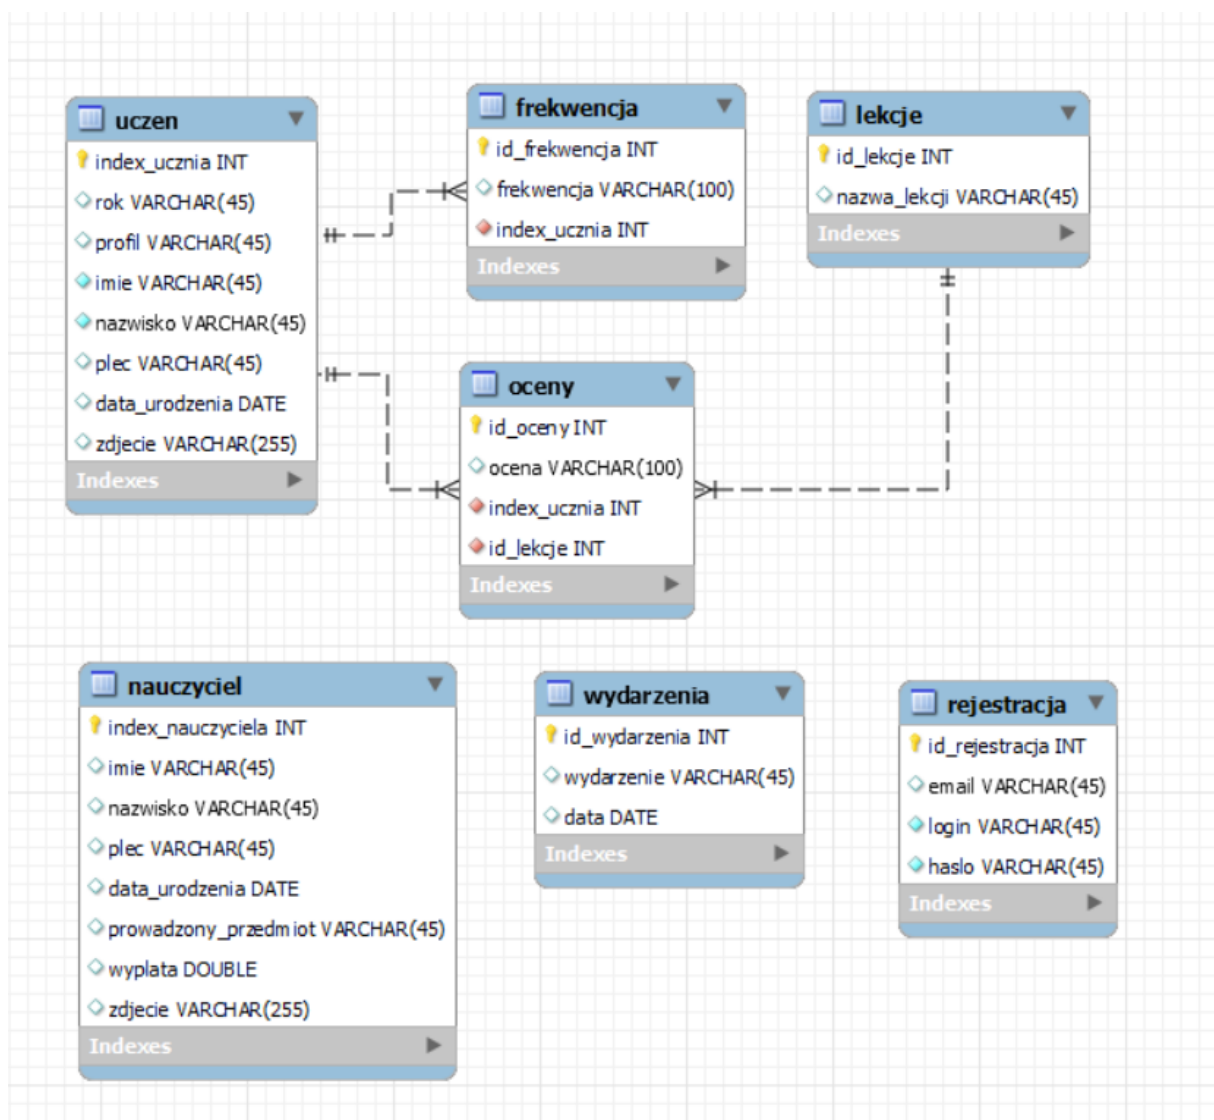 uczen
index_ucznia INT
rok VARCHAR(45)
profil VARCHAR(45)
imie VARCHAR(45)
nazwisko VARCHAR(45)
plec VARCHAR(45)
data_urodzenia DATE
zdjecie VARCHAR(255)
Indexes
frekwencja
id_frekwencja INT
frekwencja VARCHAR(100)
index_ucznia INT
Indexes
lekcje
id_lekcje INT
nazwa_lekcji VARCHAR(45)
Indexes
oceny
id_oceny INT
ocena VARCHAR(100)
index_ucznia INT
id_lekcje INT
Indexes
nauczyciel
index_nauczyciela INT
imie VARCHAR(45)
nazwisko VARCHAR(45)
plec VARCHAR(45)
data_urodzenia DATE
prowadzony_przedmiot VARCHAR(45)
wyplata DOUBLE
zdjecie VARCHAR(255)
Indexes
wydarzenia
id_wydarzenia INT
wydarzenie VARCHAR(45)
data DATE
Indexes
rejestracja
id_rejestracja INT
email VARCHAR(45)
login VARCHAR(45)
haslo VARCHAR(45)
Indexes